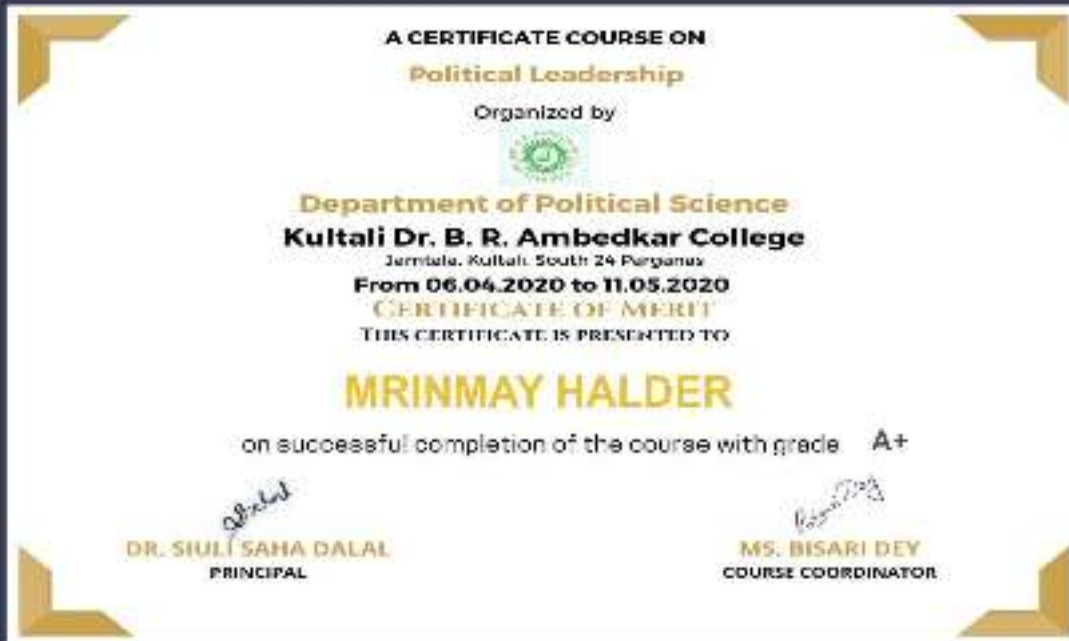 A CERTIFICATE COURSE ON
Political Leadership
Organized by
Department of Political Science
Kultali Dr. B. R. Ambedkar College
Jamtala, Kultali, South 24 Parganas
From 06.04.2020 to 11.05.2020
CERTIFICATE OF MERIT
THIS CERTIFICATE IS PRESENTED TO
MRINMAY HALDER
on successful completion of the course with grade A+
DR. SIULI SAHA DALAL
PRINCIPAL
MS. BISARI DEY
COURSE COORDINATOR